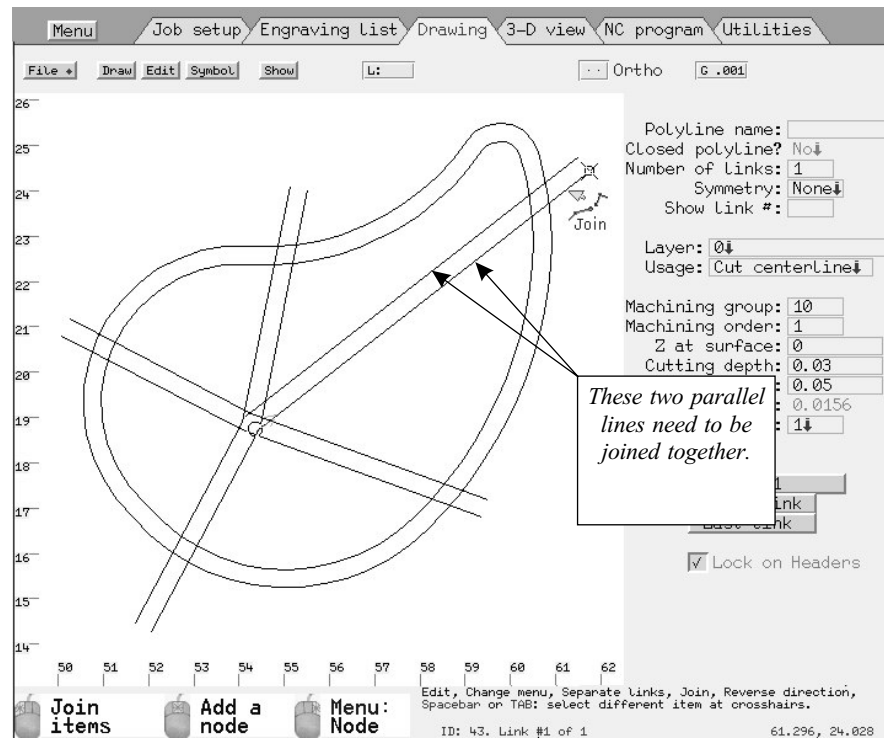 Menu Job setup Engraving List Drawing 3-D view NC program Utilities
File Draw Edit Symbol Show L: Ortho G .001
26
25
24
23
22
21
20
19
18
17
16
15
14
50 51 52 53 54 55 56 57 58 59 60 61 62
Join
Polyline name:
Closed polyline? No
Number of links: 1
Symmetry: None
Show link #:
Layer: 0
Usage: Cut centerline
Machining group: 10
Machining order: 1
Z at surface: 0
Cutting depth: 0.03
: 0.05
: 0.0156
: 1
These two parallel
lines need to be
joined together.
1
ink
Lock on Headers
Join items
Add a node
Menu: Node
Edit, Change menu, Separate links, Join, Reverse direction,
Spacebar or TAB: select different item at crosshairs.
ID: 43. Link #1 of 1 61.296, 24.028